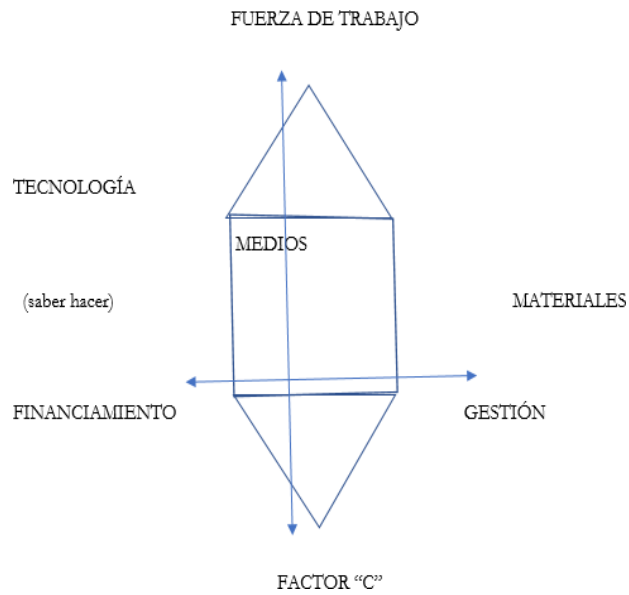 FUERZA DE TRABAJO
TECNOLOGÍA
MEDIOS
(saber hacer)
MATERIALES
FINANCIAMIENTO
GESTIÓN
FACTOR “C”